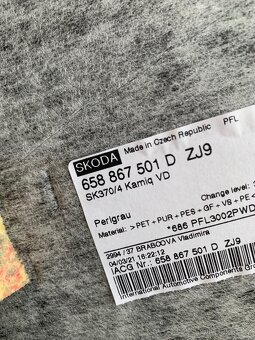 SKODA Made in Czech Republic PFL
658 867 501 D ZJ9
SK370/4 Kamiq VD
Change level:
Perlgrau
Material: >PET + PUR + PES + GF + VS + PE<
*686 PFL3002PWD
2994 / 37 BRABCOVA Vladimira
04/03/21 16:22:12
IACG Nr.: 658 867 501 D ZJ9
International Automotive Components Gro